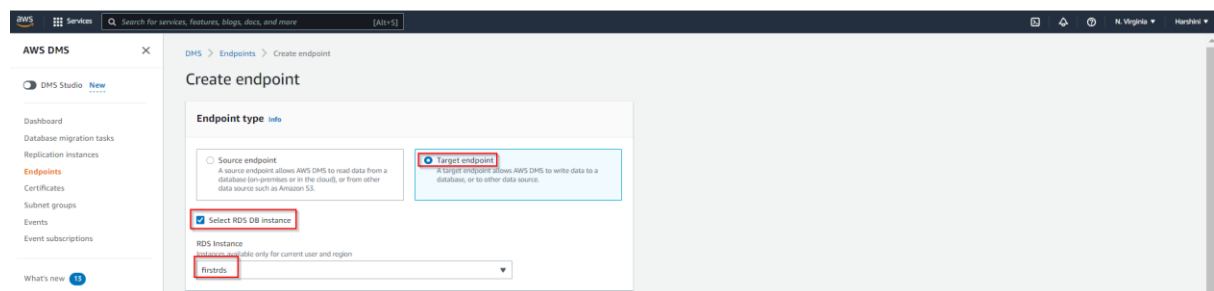 aws Services Search for services, features, blogs, docs, and more [Alt+S] N. Virginia ▼ Harshini ▼
AWS DMS ×
DMS > Endpoints > Create endpoint
DMS Studio New
Create endpoint
Dashboard
Database migration tasks
Replication instances
Endpoints
Certificates
Subnet groups
Events
Event subscriptions
What's new 13
Endpoint type Info
Source endpoint
A source endpoint allows AWS DMS to read data from a
database (on-premises or in the cloud), or from other
data source such as Amazon S3.
Target endpoint
A target endpoint allows AWS DMS to write data to a
database, or to other data source.
Select RDS DB instance
RDS Instance
Instances available only for current user and region
firstrds